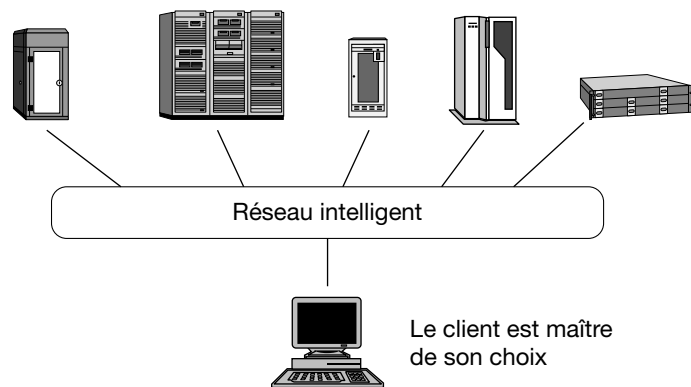 Réseau intelligent
Le client est maître
de son choix